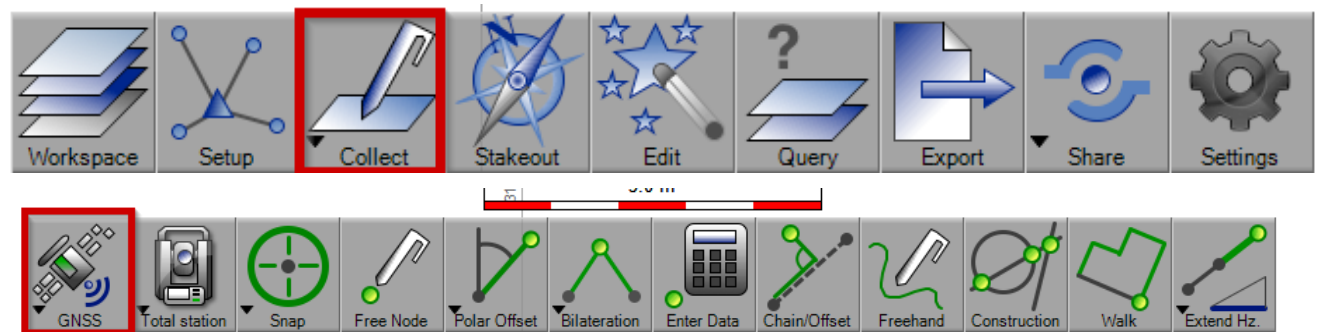 Workspace Setup Collect Stakeout Edit Query Export Share Settings
GNSS Total station Snap Free Node Polar Offset Bilateration Enter Data Chain/Offset Freehand Construction Walk Extend Hz.